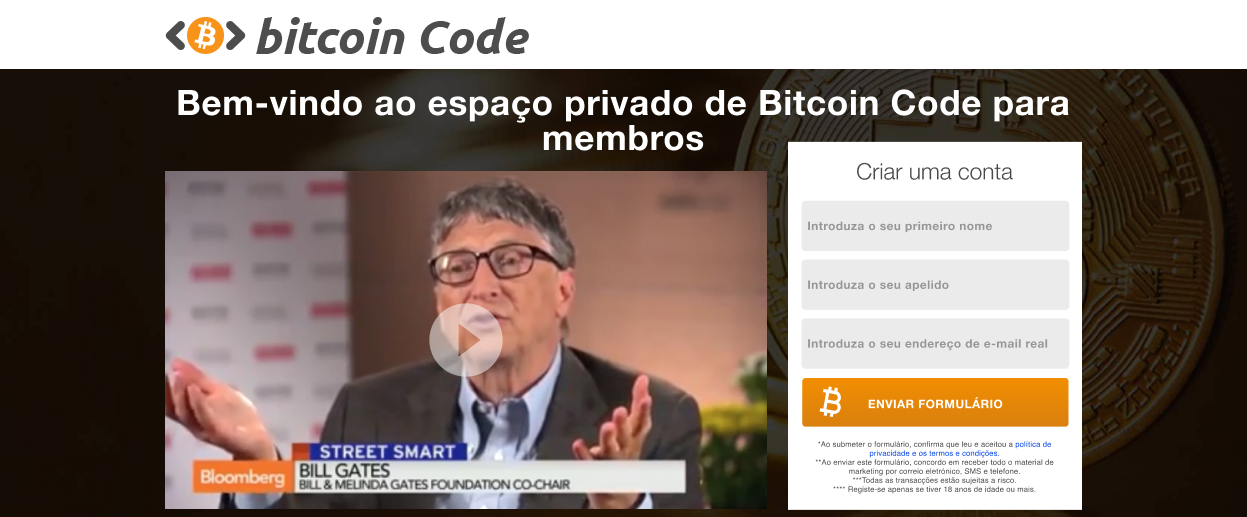 bitcoin Code
Bem-vindo ao espaço privado de Bitcoin Code para
membros
STREET SMART
Bloomberg
BILL GATES
BILL & MELINDA GATES FOUNDATION CO-CHAIR
Criar uma conta
Introduza o seu primeiro nome
Introduza o seu apelido
Introduza o seu endereço de e-mail real
ENVIAR FORMULÁRIO
*Ao submeter o formulário, confirma que leu e aceitou a política de
privacidade e os termos e condições.
**Ao enviar este formulário, concordo em receber todo o material de
marketing por correio eletrónico, SMS e telefone.
***Todas as transacções estão sujeitas a risco.
**** Registe-se apenas se tiver 18 anos de idade ou mais.